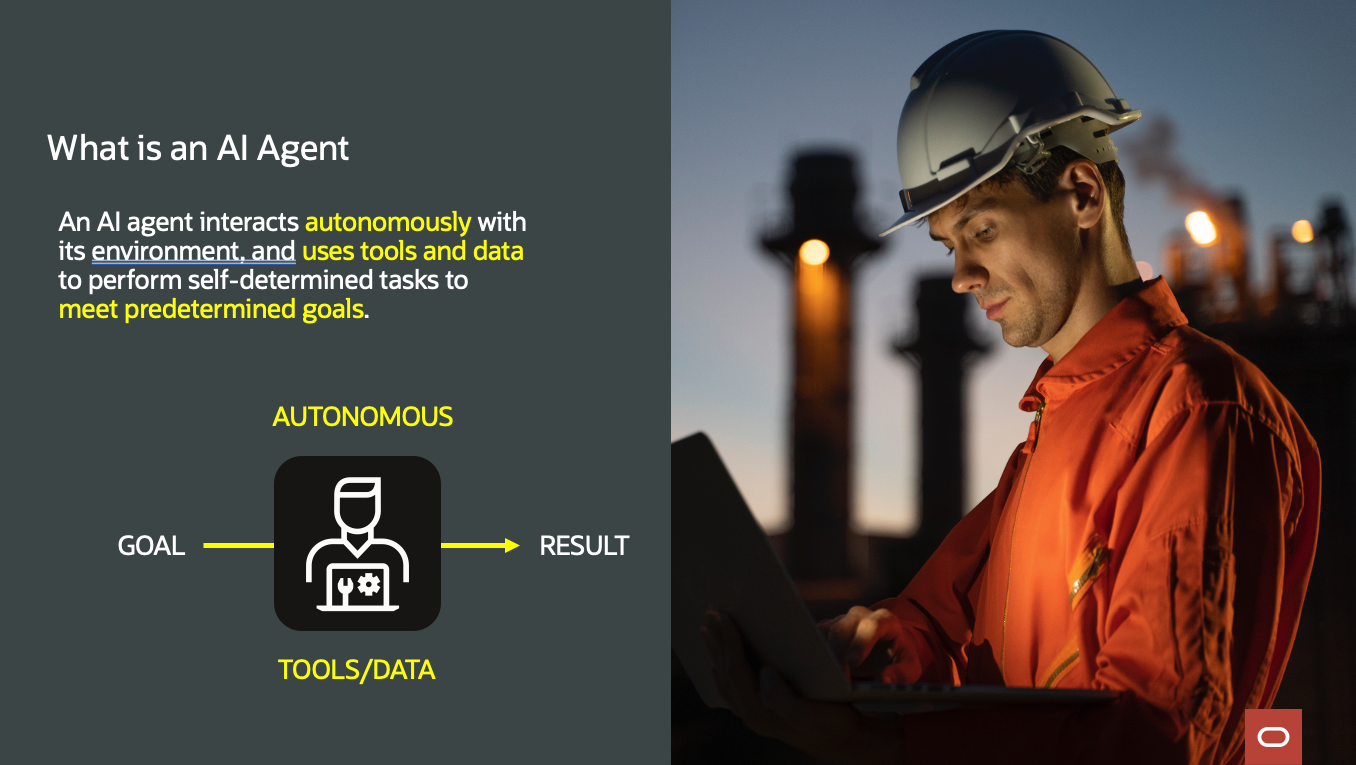 What is an AI Agent
An AI agent interacts autonomously with
its environment, and uses tools and data
to perform self-determined tasks to
meet predetermined goals.
AUTONOMOUS
GOAL
RESULT
TOOLS/DATA